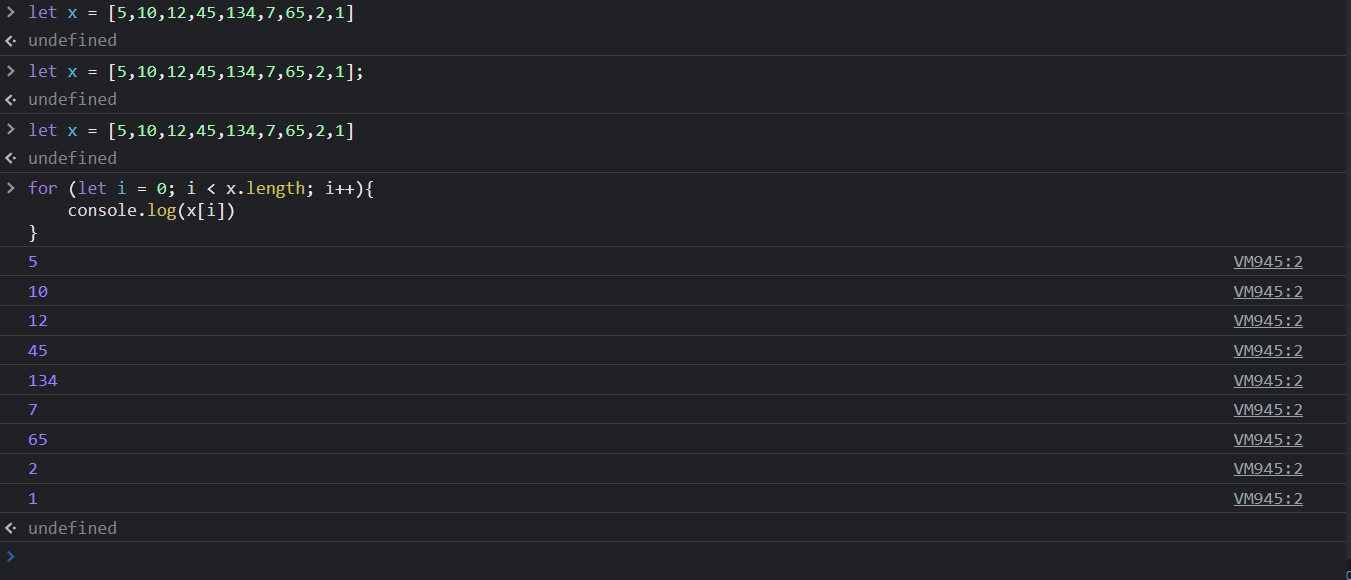 > let x = [5,10,12,45,134,7,65,2,1]
undefined
> let x = [5,10,12,45,134,7,65,2,1];
undefined
> let x = [5,10,12,45,134,7,65,2,1]
undefined
> for (let i = 0; i < x.length; i++){
console.log(x[i])
}
5 VM945:2
10 VM945:2
12 VM945:2
45 VM945:2
134 VM945:2
7 VM945:2
65 VM945:2
2 VM945:2
1 VM945:2
undefined
>